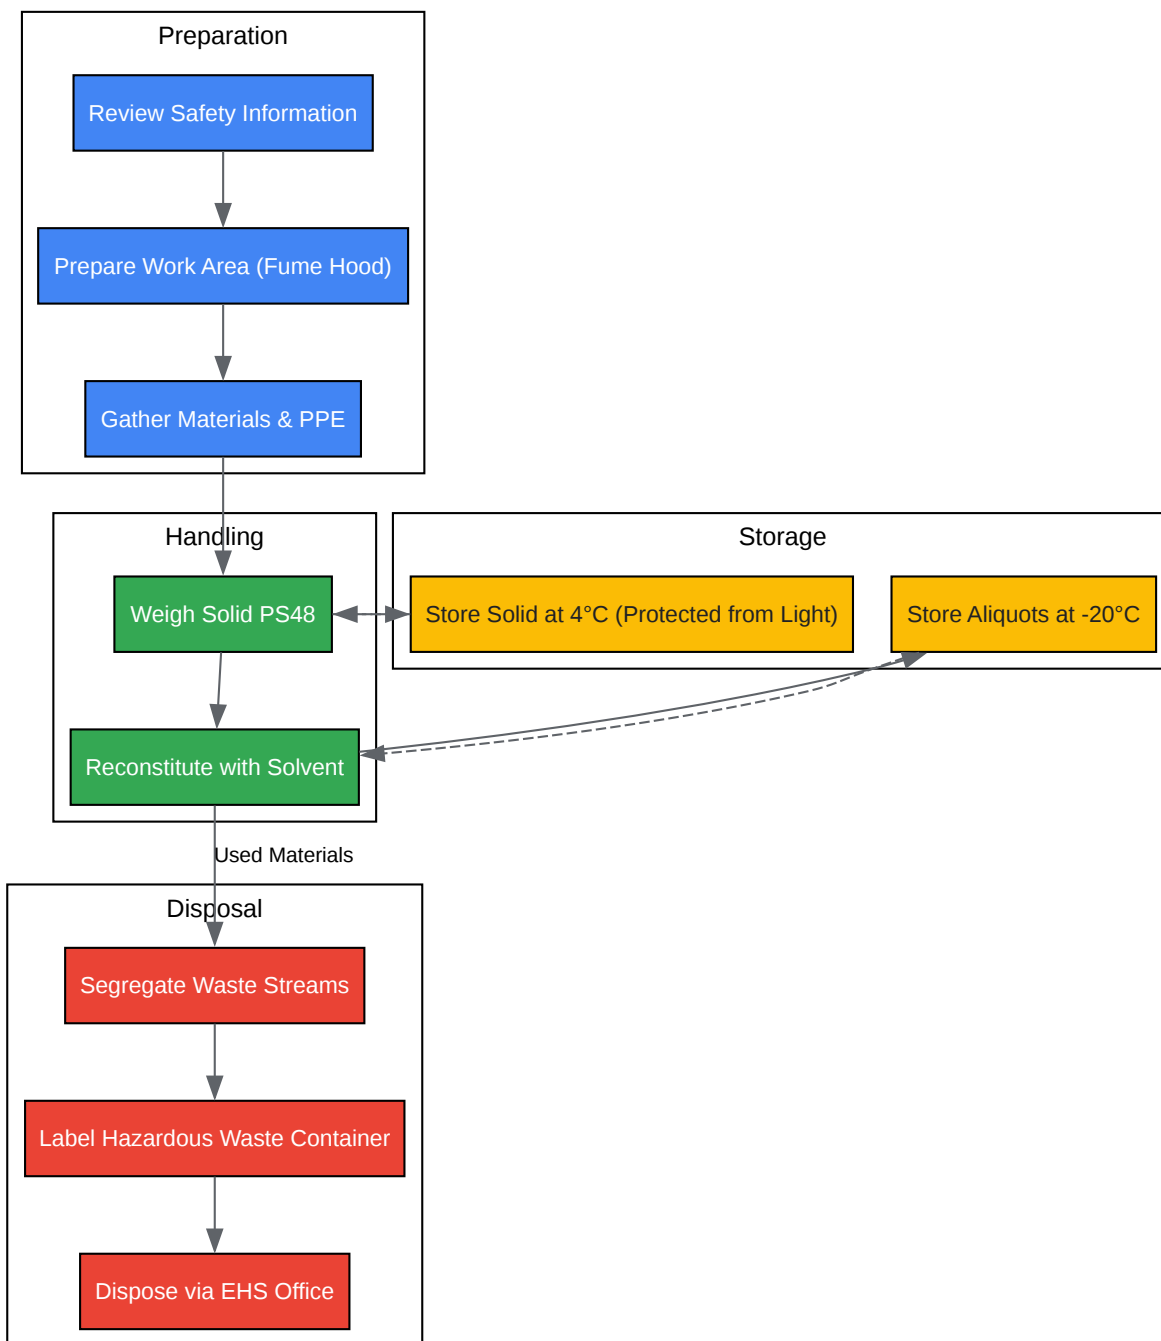 Preparation
Review Safety Information
Prepare Work Area (Fume Hood)
Gather Materials & PPE
Handling
Storage
Weigh Solid PS48
Store Solid at 4°C (Protected from Light)
Store Aliquots at -20°C
Reconstitute with Solvent
Used Materials
Disposal
Segregate Waste Streams
Label Hazardous Waste Container
Dispose via EHS Office